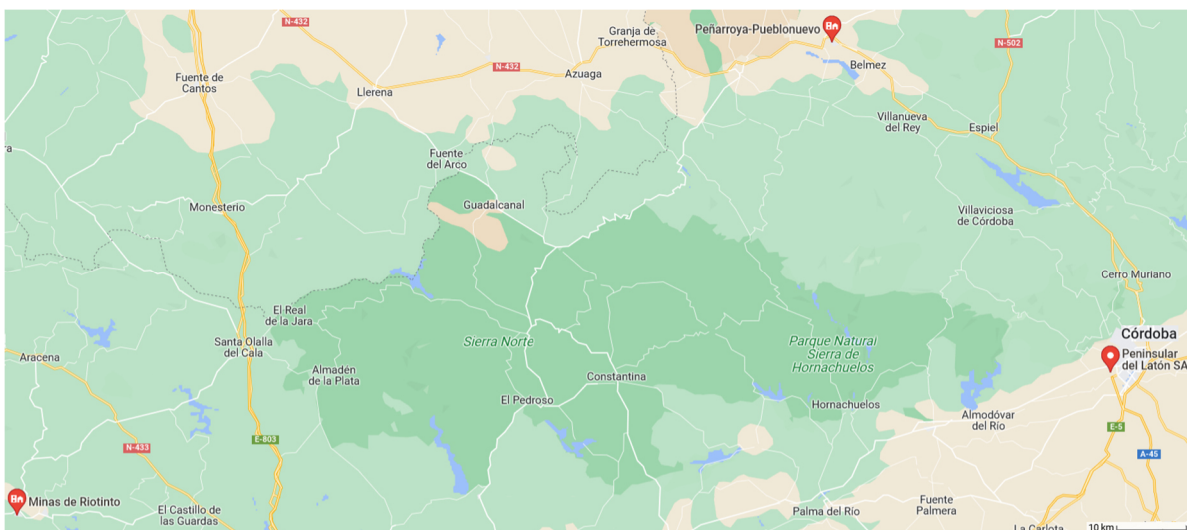 N-432
Granja de
Torrehermosa
Peñarroya-Pueblonuevo
N-502
Fuente de
Cantos
N-432
Azuaga
Belmez
Llerena
Villanueva
del Rey
Espiel
Fuente
del Arco
Guadalcanal
Monesterio
Villaviciosa
de Córdoba
Cerro Muriano
El Real
de la Jara
Santa Olalla
del Cala
Sierra Norte
Parque Natural
Sierra de
Hornachuelos
Córdoba
Peninsular
del Latón SA
Aracena
Almadén
de la Plata
Constantina
El Pedroso
Hornachuelos
Almodóvar
del Río
E-5
N-433
E-803
A-45
Minas de Riotinto
El Castillo de
las Guardas
Palma del Río
Fuente
Palmera
La Carlota
10 km